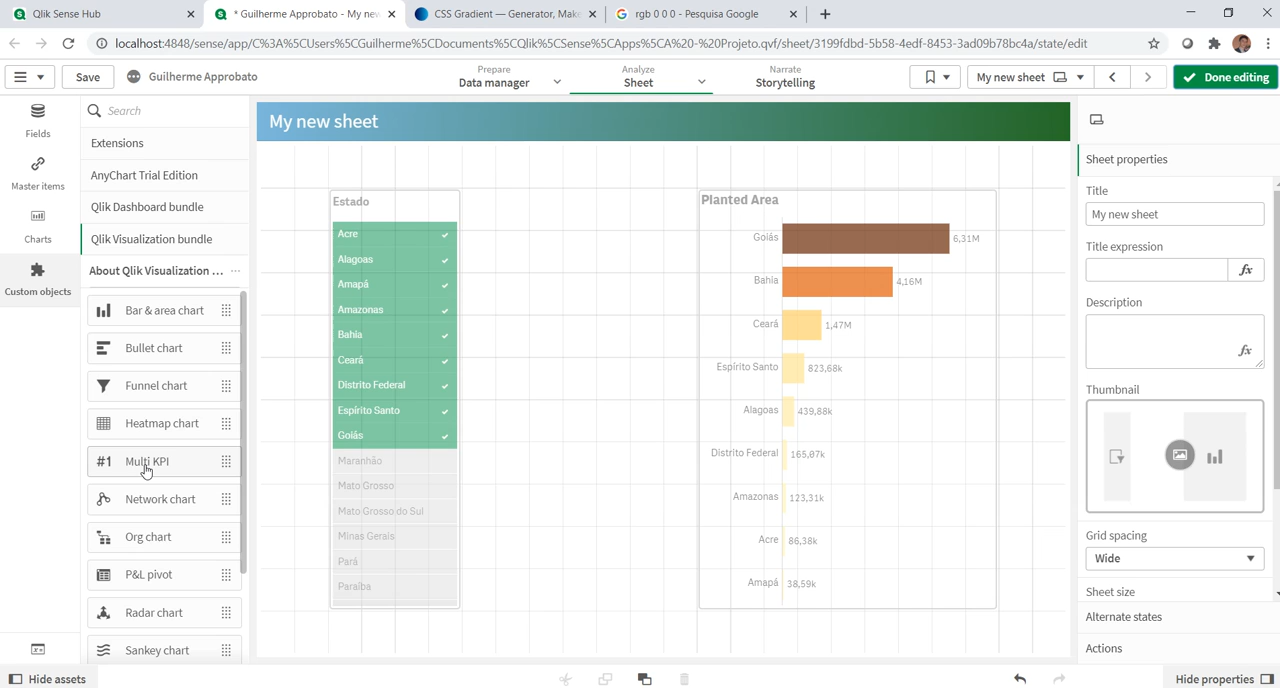 Qlik Sense Hub
* Guilherme Approbato - My new
CSS Gradient — Generator, Make
rgb 0 0 0 - Pesquisa Google
localhost:4848/sense/app/C%3A%5CUsers%5CGuilherme%5CDocuments%5CQlik%5CSense%5CApps%5CA%20-%20Projeto.qvf/sheet/3199fdbd-5b58-4edf-8453-3ad09b78bc4a/state/edit
Save
Guilherme Approbato
Prepare
Data manager
Analyze
Sheet
Narrate
Storytelling
My new sheet
Done editing
Fields
Master items
Charts
Custom objects
Search
Extensions
AnyChart Trial Edition
Qlik Dashboard bundle
Qlik Visualization bundle
About Qlik Visualization ...
Bar & area chart
Bullet chart
Funnel chart
Heatmap chart
#1 Multi KPI
Network chart
Org chart
P&L pivot
Radar chart
Sankey chart
My new sheet
Estado
Acre
Alagoas
Amapá
Amazonas
Bahia
Ceará
Distrito Federal
Espírito Santo
Goiás
Maranhão
Mato Grosso
Mato Grosso do Sul
Minas Gerais
Pará
Paraíba
Planted Area
Goiás 6,31M
Bahia 4,16M
Ceará 1,47M
Espírito Santo 823,68k
Alagoas 439,88k
Distrito Federal 165,07k
Amazonas 123,31k
Acre 86,38k
Amapá 38,59k
Sheet properties
Title
My new sheet
Title expression
fx
Description
fx
Thumbnail
Grid spacing
Wide
Sheet size
Alternate states
Actions
Hide assets
Hide properties